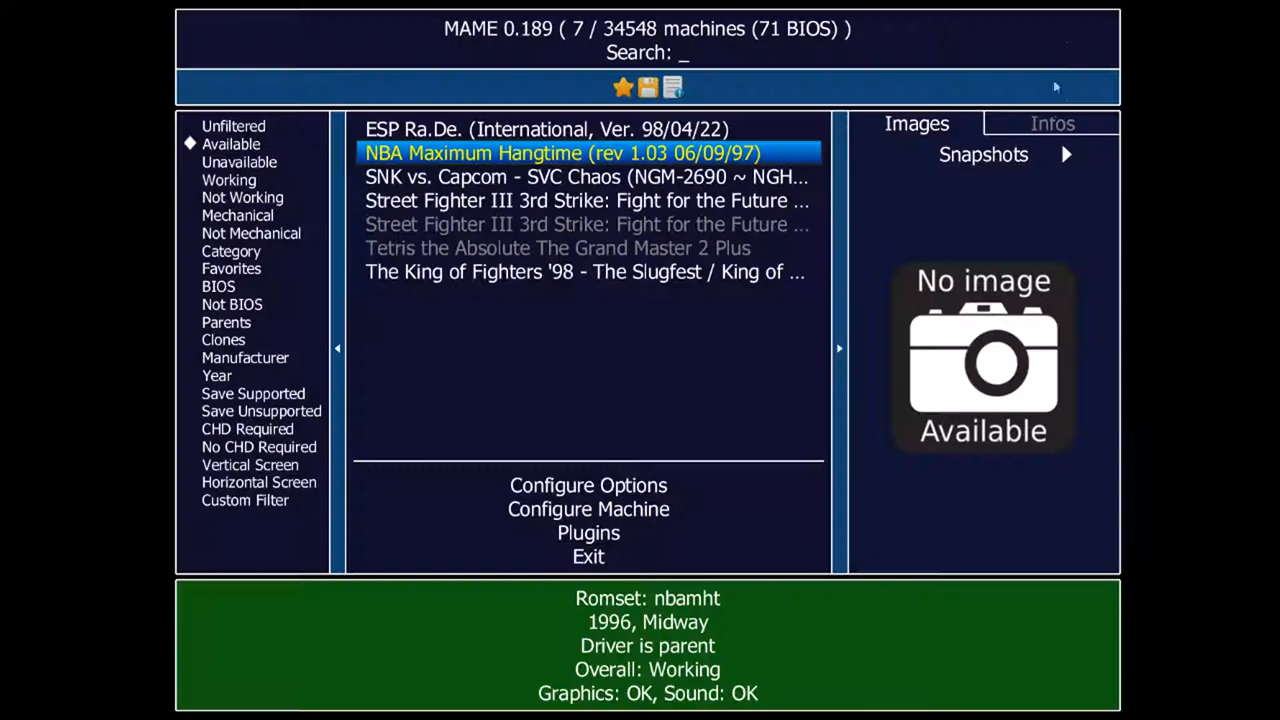 MAME 0.189 ( 7 / 34548 machines (71 BIOS) )
Search: _
Unfiltered
Available
Unavailable
Working
Not Working
Mechanical
Not Mechanical
Category
Favorites
BIOS
Not BIOS
Parents
Clones
Manufacturer
Year
Save Supported
Save Unsupported
CHD Required
No CHD Required
Vertical Screen
Horizontal Screen
Custom Filter
ESP Ra.De. (International, Ver. 98/04/22)
NBA Maximum Hangtime (rev 1.03 06/09/97)
SNK vs. Capcom - SVC Chaos (NGM-2690 ~ NGH...
Street Fighter III 3rd Strike: Fight for the Future ...
Street Fighter III 3rd Strike: Fight for the Future ...
Tetris the Absolute The Grand Master 2 Plus
The King of Fighters '98 - The Slugfest / King of ...
Configure Options
Configure Machine
Plugins
Exit
Images
Infos
Snapshots
No image
Available
Romset: nbamht
1996, Midway
Driver is parent
Overall: Working
Graphics: OK, Sound: OK